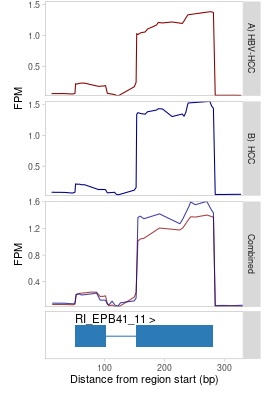 1.5
1.0
0.5
A) HBV-HCC
FPM
1.5
1.0
0.5
B) HCC
1.6
1.2
0.8
0.4
FPM
Combined
RI_EPB41_11 >
0
100
200
300
Distance from region start (bp)